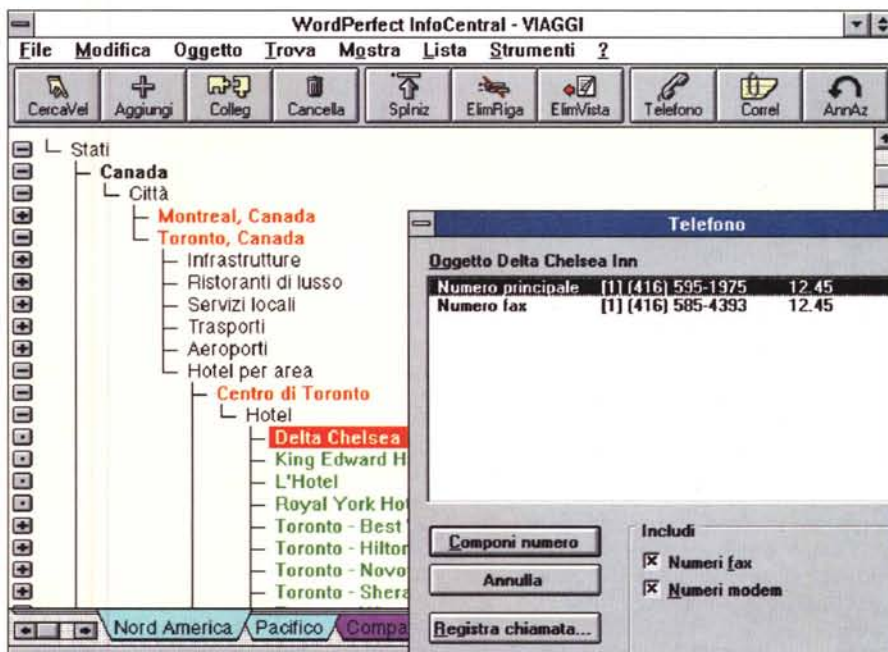 WordPerfect InfoCentral - VIAGGI
File Modifica Oggetto Trova Mostra Lista Strumenti ?
CercaVel Aggiungi Colleg Cancella SpIniz ElimRiga ElimVista Telefono Correl AnnAz
Stati
Canada
Città
Montreal, Canada
Toronto, Canada
Infrastrutture
Ristoranti di lusso
Servizi locali
Trasporti
Aeroporti
Hotel per area
Centro di Toronto
Hotel
Delta Chelsea
King Edward H
L'Hotel
Royal York Hot
Toronto - Best
Toronto - Hilton
Toronto - Novo
Toronto - Shera
Nord America Pacifico Compa
Telefono
Oggetto Delta Chelsea Inn
Numero principale [1] (416) 595-1975 12.45
Numero fax [1] (416) 585-4393 12.45
Componi numero
Annulla
Registra chiamata...
Includi
Numeri fax
Numeri modem